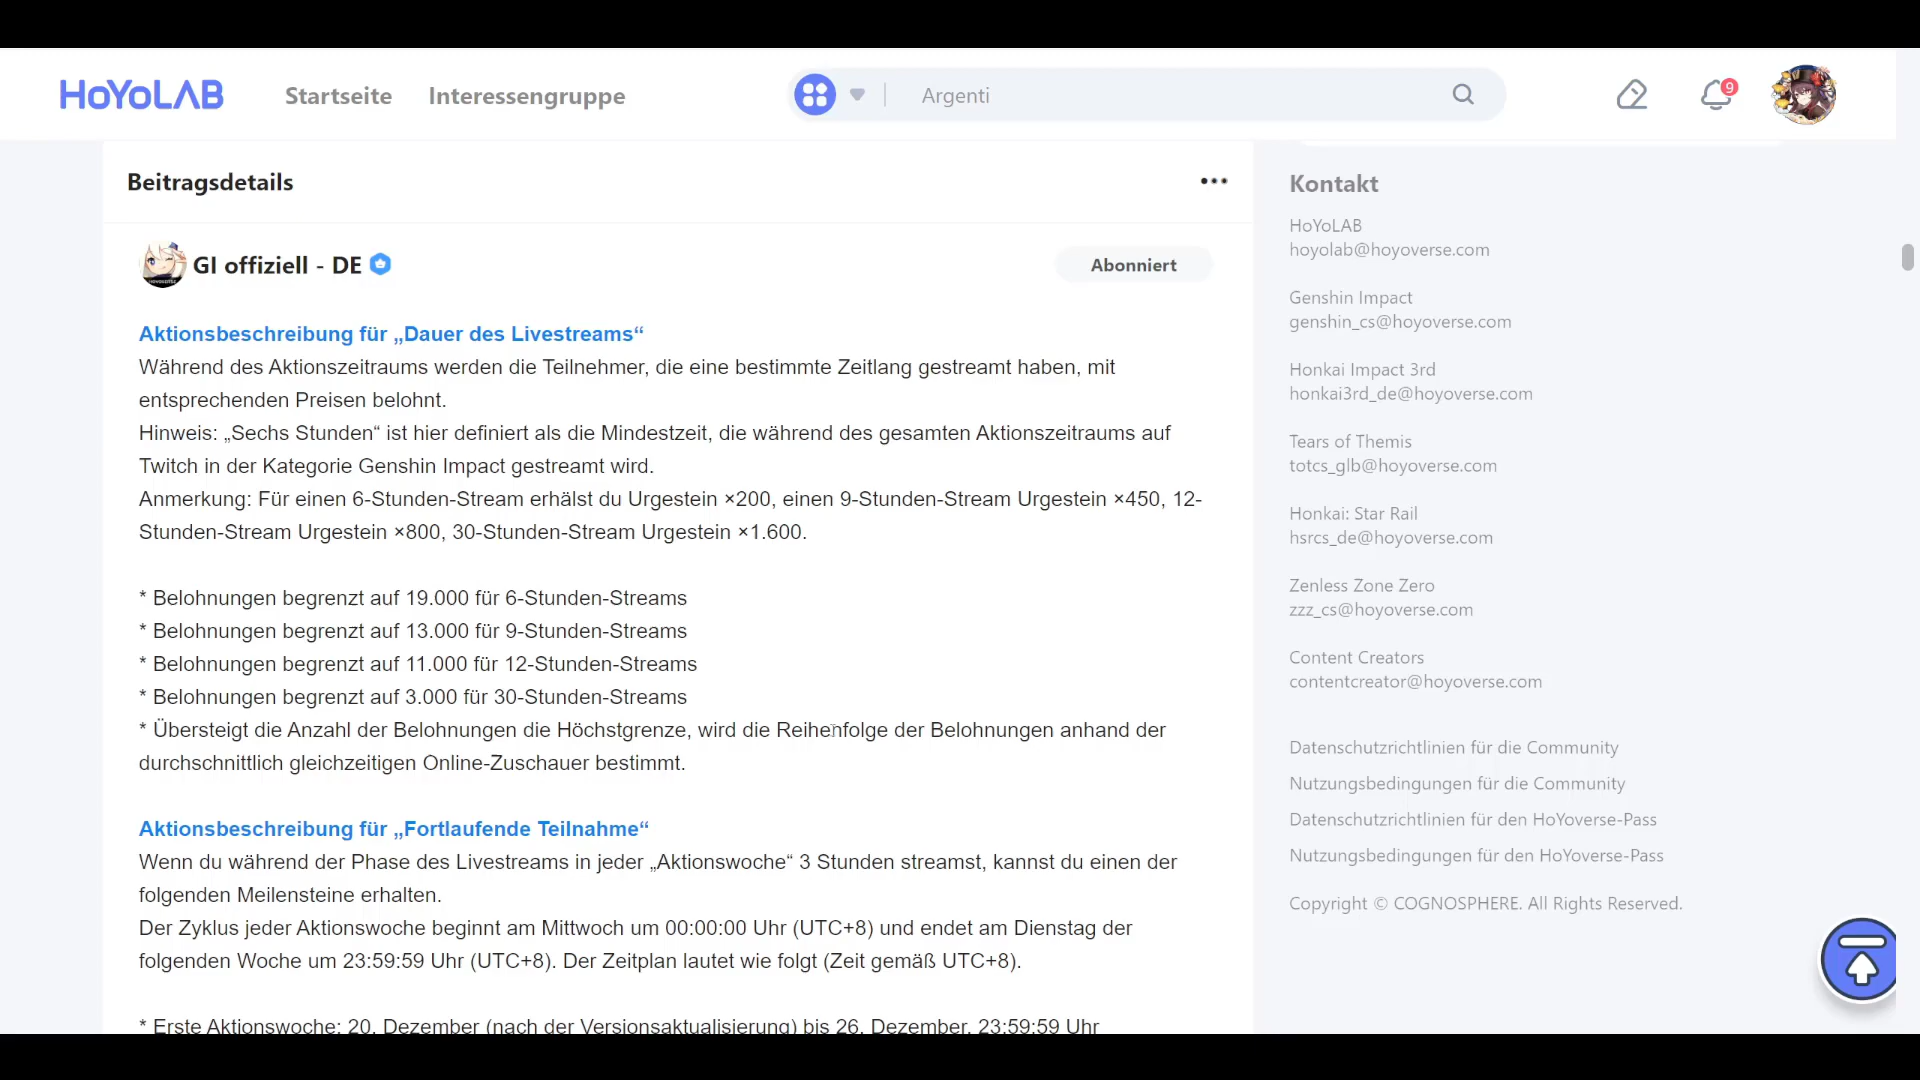 HoYoLAB
Startseite
Interessengruppe
Argenti
9
Beitragsdetails
GI offiziell - DE
Abonniert
Aktionsbeschreibung für „Dauer des Livestreams“
Während des Aktionszeitraums werden die Teilnehmer, die eine bestimmte Zeitlang gestreamt haben, mit
entsprechenden Preisen belohnt.
Hinweis: „Sechs Stunden“ ist hier definiert als die Mindestzeit, die während des gesamten Aktionszeitraums auf
Twitch in der Kategorie Genshin Impact gestreamt wird.
Anmerkung: Für einen 6-Stunden-Stream erhälst du Urgestein ×200, einen 9-Stunden-Stream Urgestein ×450, 12-
Stunden-Stream Urgestein ×800, 30-Stunden-Stream Urgestein ×1.600.
* Belohnungen begrenzt auf 19.000 für 6-Stunden-Streams
* Belohnungen begrenzt auf 13.000 für 9-Stunden-Streams
* Belohnungen begrenzt auf 11.000 für 12-Stunden-Streams
* Belohnungen begrenzt auf 3.000 für 30-Stunden-Streams
* Übersteigt die Anzahl der Belohnungen die Höchstgrenze, wird die Reihenfolge der Belohnungen anhand der
durchschnittlich gleichzeitigen Online-Zuschauer bestimmt.
Aktionsbeschreibung für „Fortlaufende Teilnahme“
Wenn du während der Phase des Livestreams in jeder „Aktionswoche“ 3 Stunden streamst, kannst du einen der
folgenden Meilensteine erhalten.
Der Zyklus jeder Aktionswoche beginnt am Mittwoch um 00:00:00 Uhr (UTC+8) und endet am Dienstag der
folgenden Woche um 23:59:59 Uhr (UTC+8). Der Zeitplan lautet wie folgt (Zeit gemäß UTC+8).
* Erste Aktionswoche: 20. Dezember (nach der Versionsaktualisierung) bis 26. Dezember, 23:59:59 Uhr
Kontakt
HoYoLAB
hoyolab@hoyoverse.com
Genshin Impact
genshin_cs@hoyoverse.com
Honkai Impact 3rd
honkai3rd_de@hoyoverse.com
Tears of Themis
totcs_glb@hoyoverse.com
Honkai: Star Rail
hsrcs_de@hoyoverse.com
Zenless Zone Zero
zzz_cs@hoyoverse.com
Content Creators
contentcreator@hoyoverse.com
Datenschutzrichtlinien für die Community
Nutzungsbedingungen für die Community
Datenschutzrichtlinien für den HoYoverse-Pass
Nutzungsbedingungen für den HoYoverse-Pass
Copyright © COGNOSPHERE. All Rights Reserved.